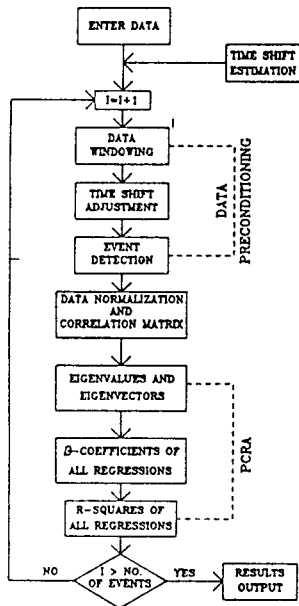 ENTER DATA
TIME SHIFT
ESTIMATION
I=I+1
DATA
WINDOWING
TIME SHIFT
ADJUSTMENT
EVENT
DETECTION
DATA
PRECONDITIONING
DATA NORMALIZATION
AND
CORRELATION MATRIX
EIGENVALUES AND
EIGENVECTORS
β-COEFFICIENTS OF
ALL REGRESSIONS
R-SQUARES OF
ALL REGRESSIONS
PCRA
I > NO.
OF EVENTS
NO
YES
RESULTS
OUTPUT